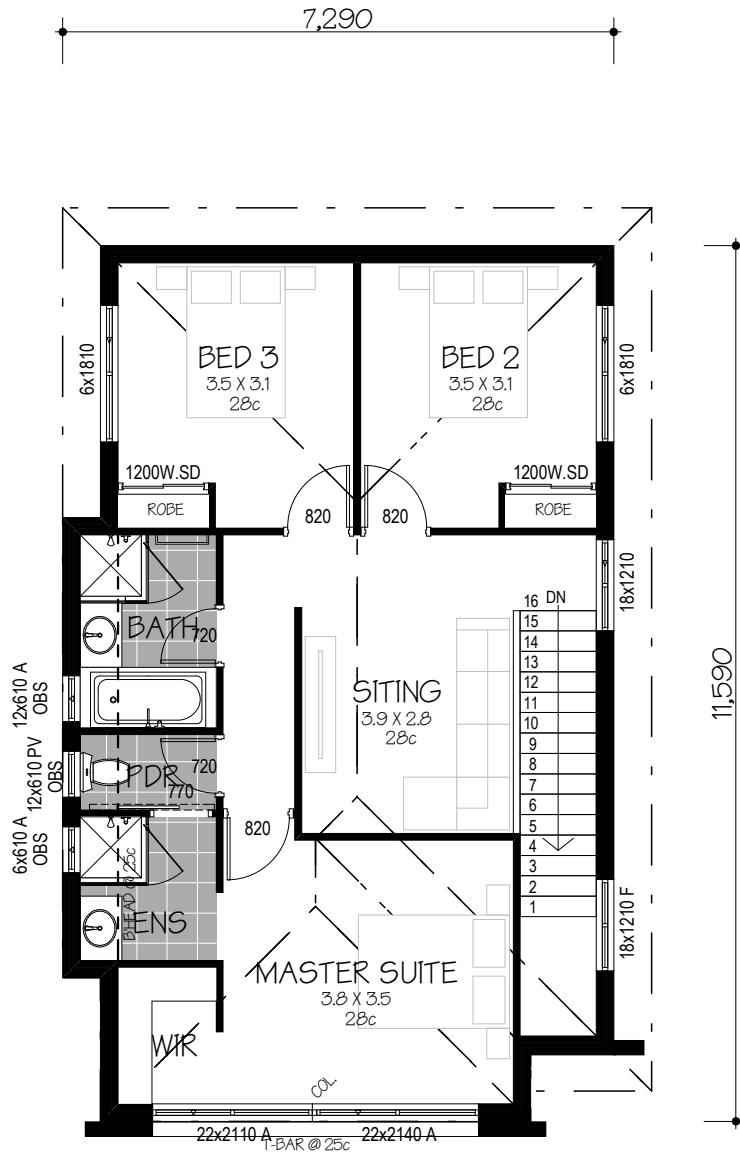 7,290
BED 3
3.5 X 3.1
28c
BED 2
3.5 X 3.1
28c
6x1810
6x1810
1200W.SD
ROBE
1200W.SD
ROBE
820
820
18x1210
16 DN
15
14
13
12
11
10
9
8
7
6
5
4
3
2
1
BATH
720
12x610 A
OBS
SITING
3.9 X 2.8
28c
11,590
12x610 PV
OBS
PDR
720
770
6x610 A
OBS
820
B'HEAD @ 25c
ENS
18x1210 F
MASTER SUITE
3.8 X 3.5
28c
WIR
COL.
22x2110 A
22x2140 A
T-BAR @ 25c